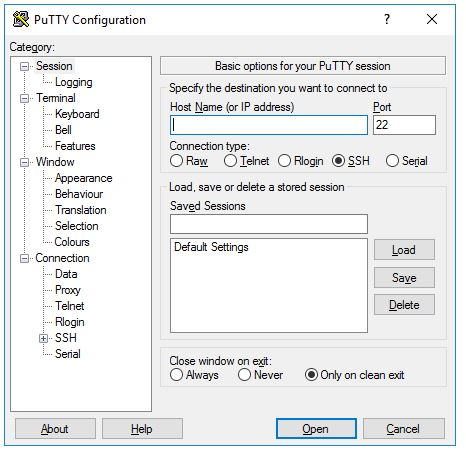 PuTTY Configuration
?
Category:
Session
Logging
Terminal
Keyboard
Bell
Features
Window
Appearance
Behaviour
Translation
Selection
Colours
Connection
Data
Proxy
Telnet
Rlogin
SSH
Serial
Basic options for your PuTTY session
Specify the destination you want to connect to
Host Name (or IP address) Port
22
Connection type:
Raw Telnet Rlogin SSH Serial
Load, save or delete a stored session
Saved Sessions
Default Settings
Load
Save
Delete
Close window on exit:
Always Never Only on clean exit
About Help Open Cancel